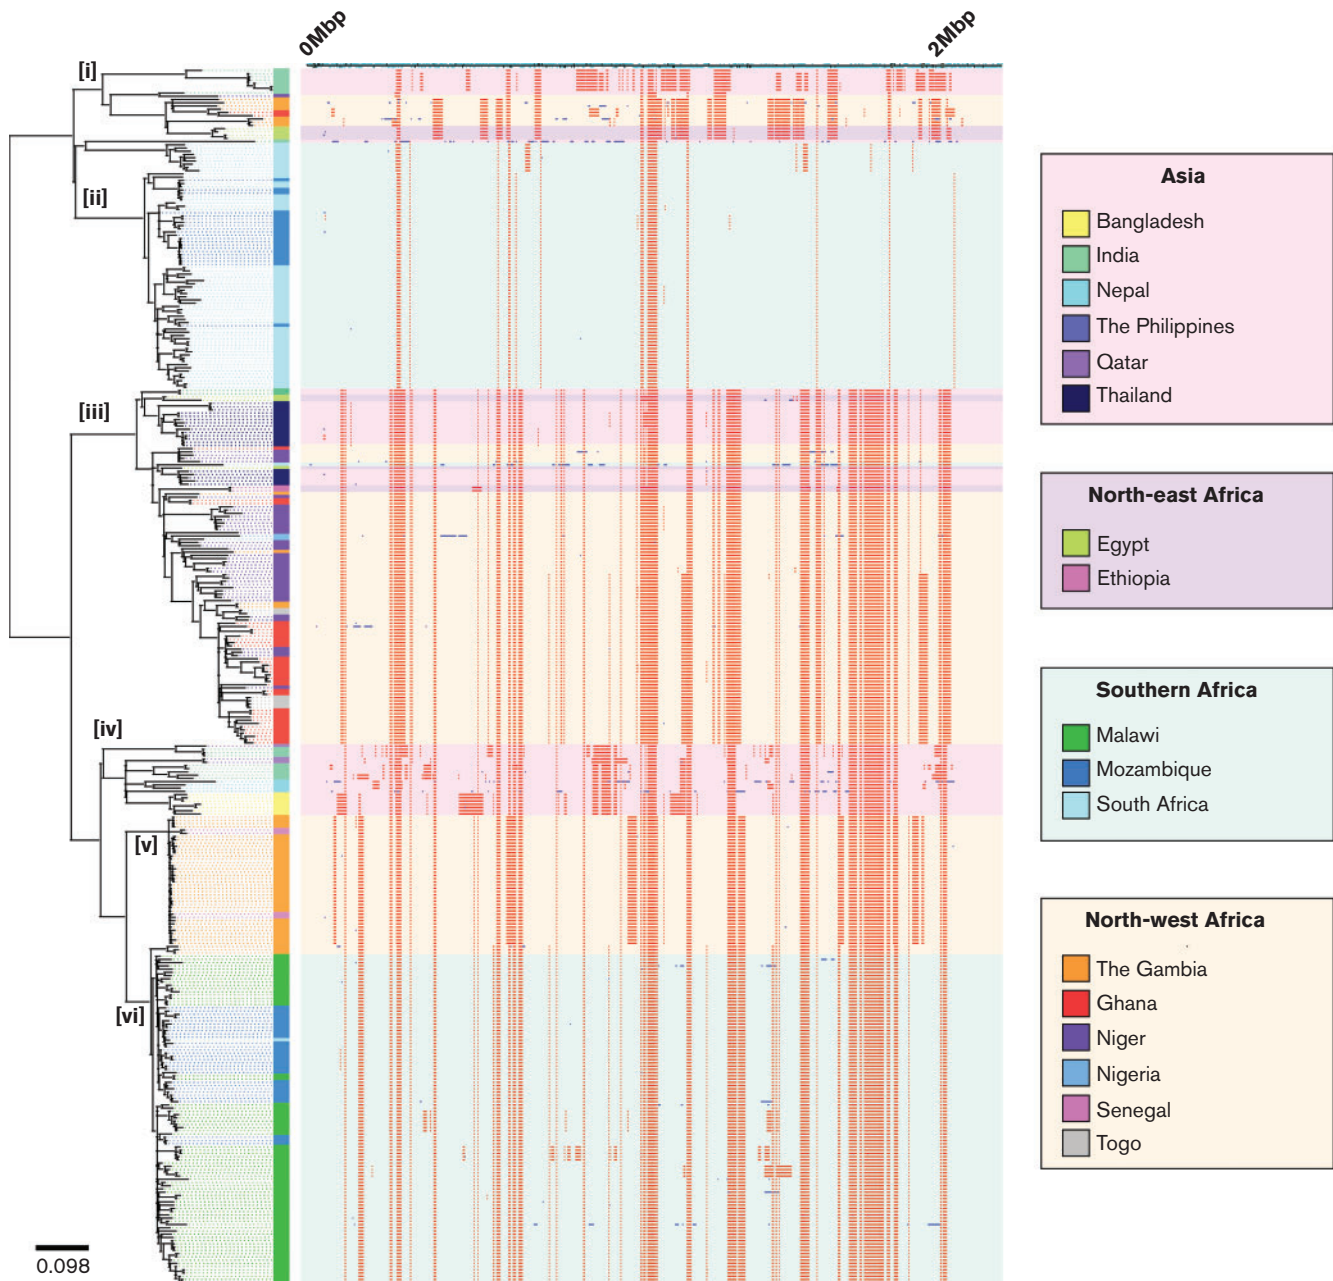 0Mbp
2Mbp
[i]
[ii]
[iii]
[iv]
[v]
[vi]
0.098
Asia
Bangladesh
India
Nepal
The Philippines
Qatar
Thailand
North-east Africa
Egypt
Ethiopia
Southern Africa
Malawi
Mozambique
South Africa
North-west Africa
The Gambia
Ghana
Niger
Nigeria
Senegal
Togo